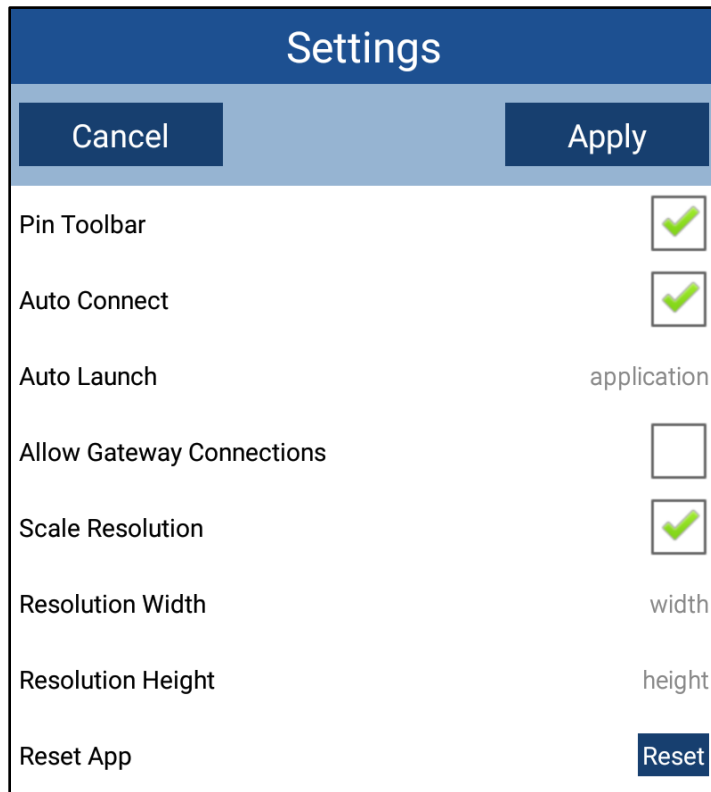 Settings
Cancel Apply
Pin Toolbar
Auto Connect
Auto Launch application
Allow Gateway Connections
Scale Resolution
Resolution Width width
Resolution Height height
Reset App Reset